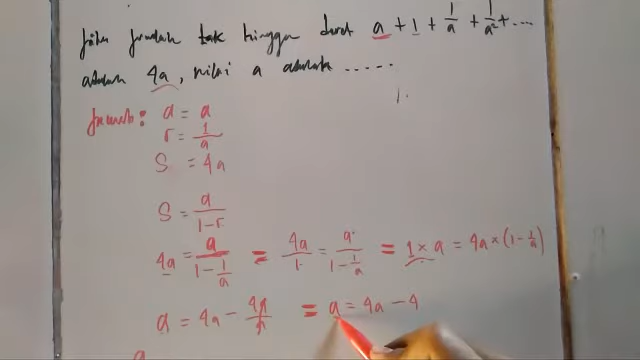 Jika jumlah tak hingga deret a + 1 + 1/a + 1/a² + ....
adalah 4a, nilai a adalah .....
Jawab: a = a
r = 1/a
S = 4a
S = a/(1-r)
4a = a/(1 - 1/a) = 4a/1 = a/(1 - 1/a) = 1 × a = 4a × (1 - 1/a)
a = 4a - 4a/a = a = 4a - 4
a